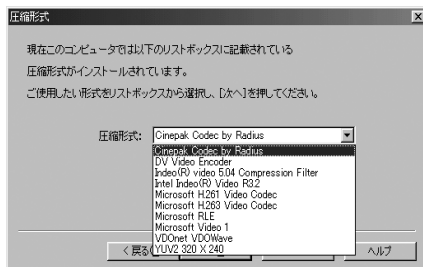 圧縮形式
現在このコンピュータでは以下のリストボックスに記載されている
圧縮形式がインストールされています。
ご使用したい形式をリストボックスから選択し、[次へ]を押してください。
圧縮形式: Cinepak Codec by Radius
Cinepak Codec by Radius
DV Video Encoder
Indeo(R) video 5.04 Compression Filter
Intel Indeo(R) Video R3.2
Microsoft H.261 Video Codec
Microsoft H.263 Video Codec
Microsoft RLE
Microsoft Video 1
VDOnet VDOWave
YUV2 320 X 240
< 戻る ヘルプ